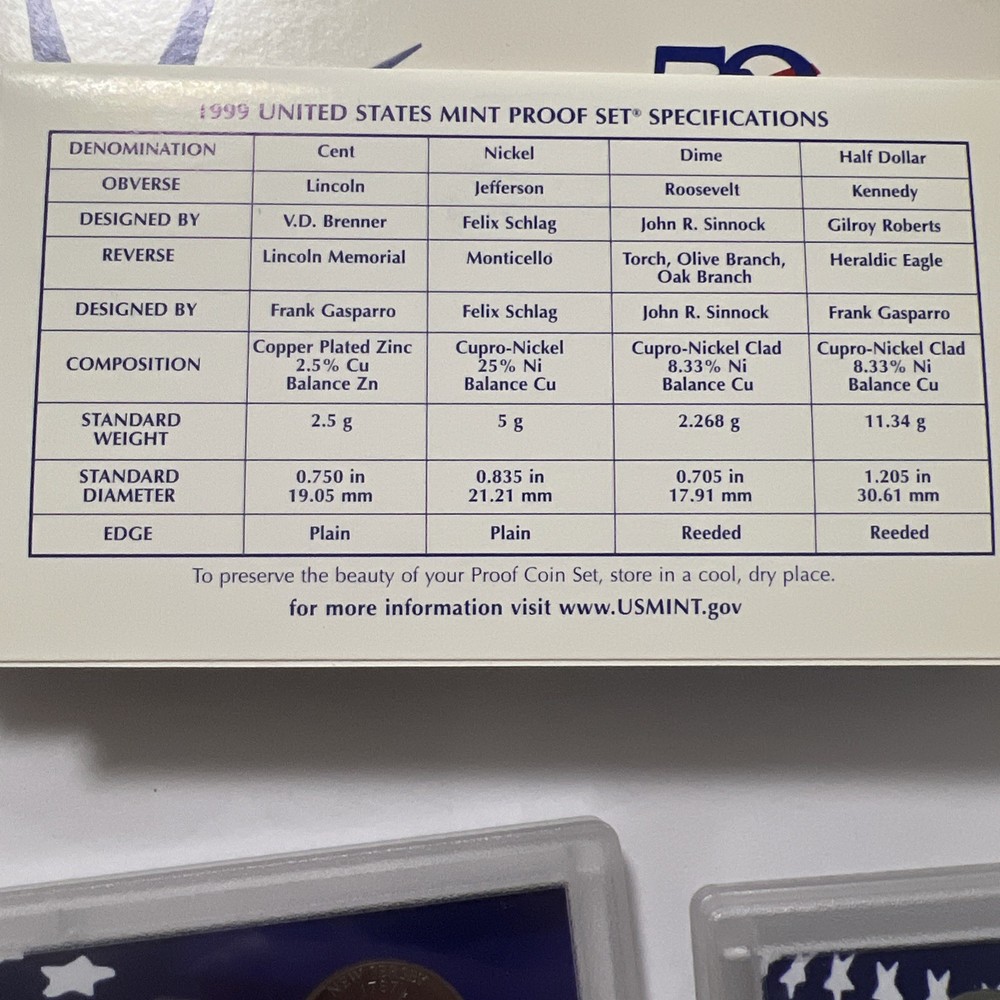 50
1999 UNITED STATES MINT PROOF SET® SPECIFICATIONS
DENOMINATION Cent Nickel Dime Half Dollar
OBVERSE Lincoln Jefferson Roosevelt Kennedy
DESIGNED BY V.D. Brenner Felix Schlag John R. Sinnock Gilroy Roberts
REVERSE Lincoln Memorial Monticello Torch, Olive Branch, Heraldic Eagle
Oak Branch
DESIGNED BY Frank Gasparro Felix Schlag John R. Sinnock Frank Gasparro
Copper Plated Zinc Cupro-Nickel Cupro-Nickel Clad Cupro-Nickel Clad
COMPOSITION 2.5% Cu 25% Ni 8.33% Ni 8.33% Ni
Balance Zn Balance Cu Balance Cu Balance Cu
STANDARD 2.5 g 5 g 2.268 g 11.34 g
WEIGHT
STANDARD 0.750 in 0.835 in 0.705 in 1.205 in
DIAMETER 19.05 mm 21.21 mm 17.91 mm 30.61 mm
EDGE Plain Plain Reeded Reeded
To preserve the beauty of your Proof Coin Set, store in a cool, dry place.
for more information visit www.USMINT.gov
NEW JERSEY
1787